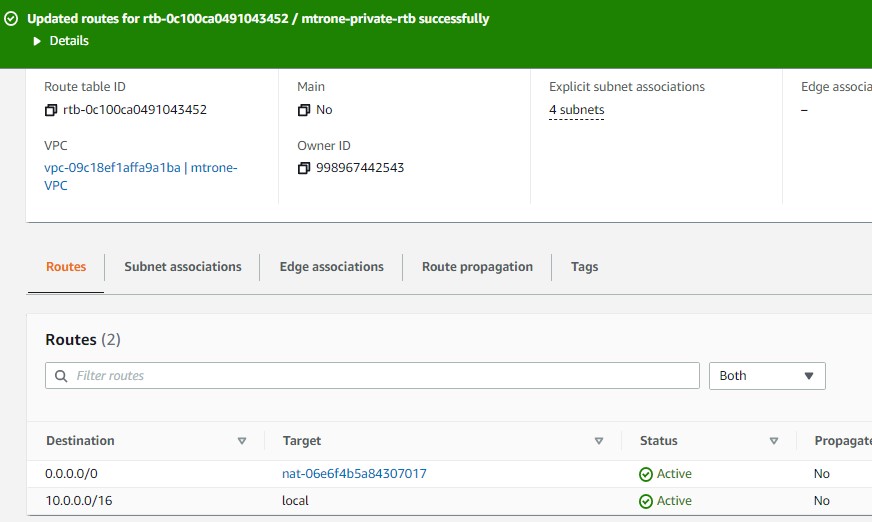 Updated routes for rtb-0c100ca0491043452 / mtrone-private-rtb successfully
Details
Route table ID
rtb-0c100ca0491043452
Main
No
Explicit subnet associations
4 subnets
Edge associa
–
VPC
vpc-09c18ef1affa9a1ba | mtrone-
VPC
Owner ID
998967442543
Routes
Subnet associations
Edge associations
Route propagation
Tags
Routes (2)
Filter routes
Both
Destination
Target
Status
Propagate
0.0.0.0/0
nat-06e6f4b5a84307017
Active
No
10.0.0.0/16
local
Active
No